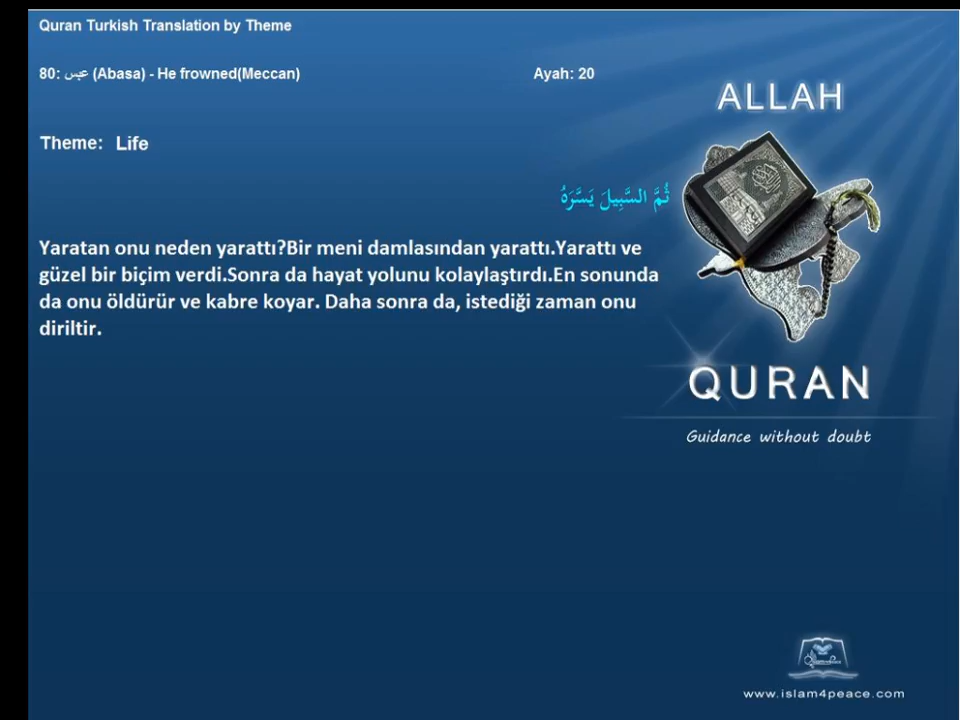 Quran Turkish Translation by Theme
80: عبس (Abasa) - He frowned(Meccan)
Ayah: 20
Theme: Life
ثُمَّ السَّبِيلَ يَسَّرَهُ
Yaratan onu neden yarattı?Bir meni damlasından yarattı.Yarattı ve
güzel bir biçim verdi.Sonra da hayat yolunu kolaylaştırdı.En sonunda
da onu öldürür ve kabre koyar. Daha sonra da, istediği zaman onu
diriltir.
ALLAH
QURAN
Guidance without doubt
www.islam4peace.com